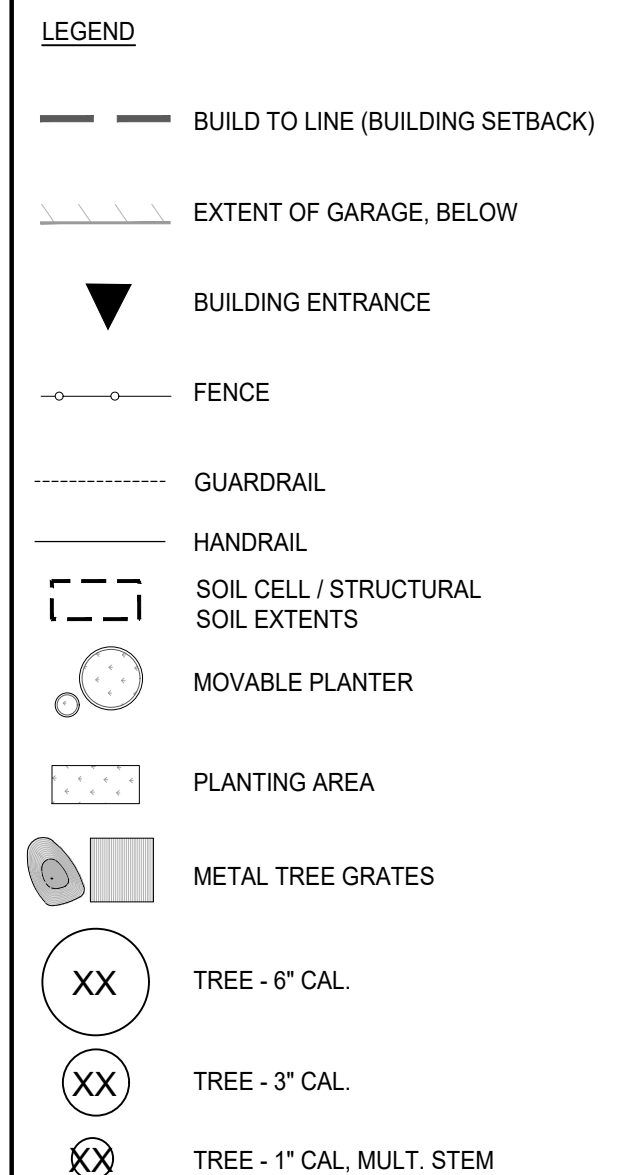 LEGEND
BUILD TO LINE (BUILDING SETBACK)
EXTENT OF GARAGE, BELOW
BUILDING ENTRANCE
FENCE
GUARDRAIL
HANDRAIL
SOIL CELL / STRUCTURAL
SOIL EXTENTS
MOVABLE PLANTER
PLANTING AREA
METAL TREE GRATES
XX TREE - 6" CAL.
XX TREE - 3" CAL.
XX TREE - 1" CAL, MULT. STEM